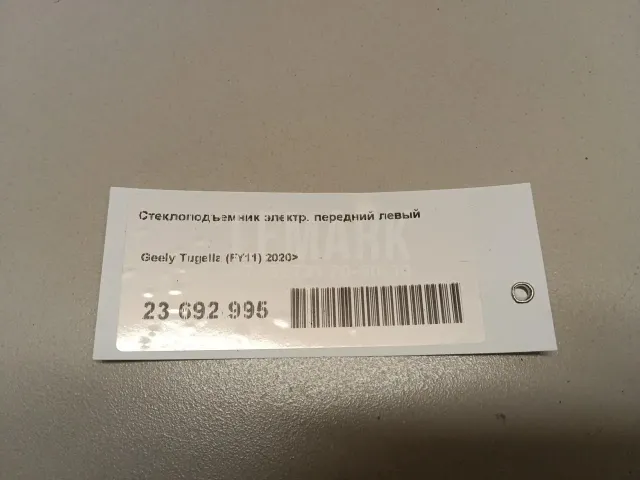 Стеклоподъемник электр. передний левый
Geely Tugella (FY11) 2020>
23 692 995